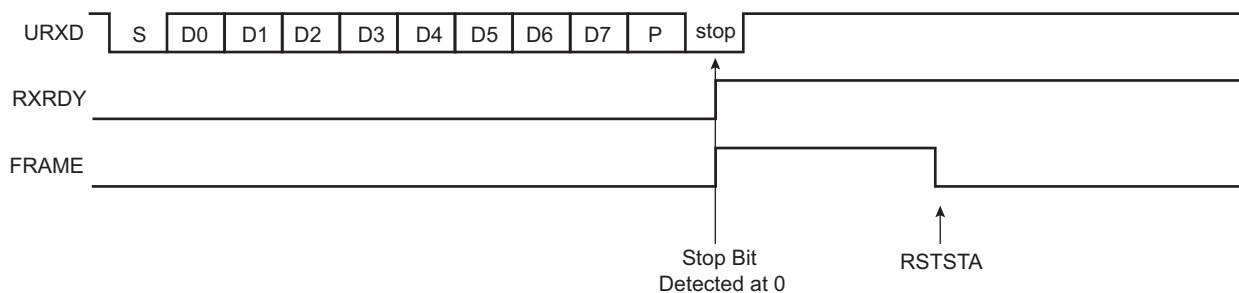 URXD S D0 D1 D2 D3 D4 D5 D6 D7 P stop
RXRDY
FRAME
Stop Bit
Detected at 0
RSTSTA